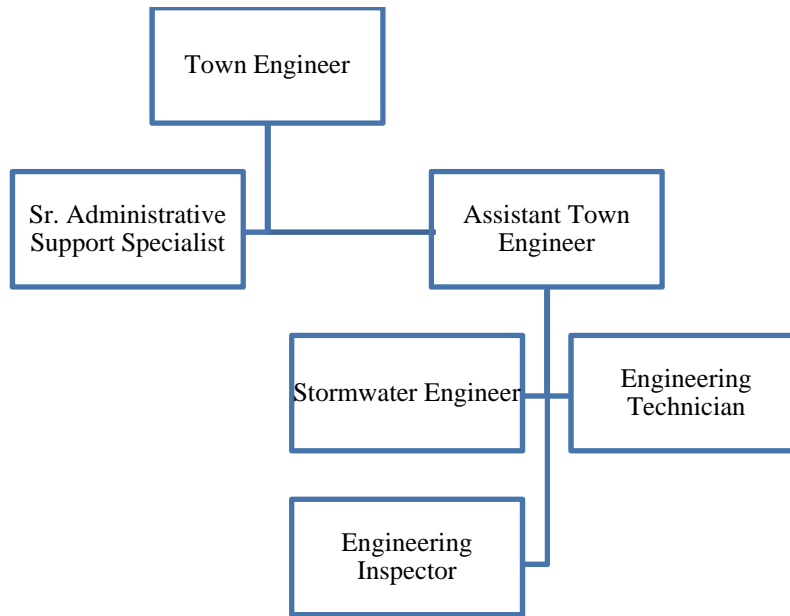 Town Engineer
Sr. Administrative
Support Specialist
Assistant Town
Engineer
Stormwater Engineer
Engineering
Technician
Engineering
Inspector